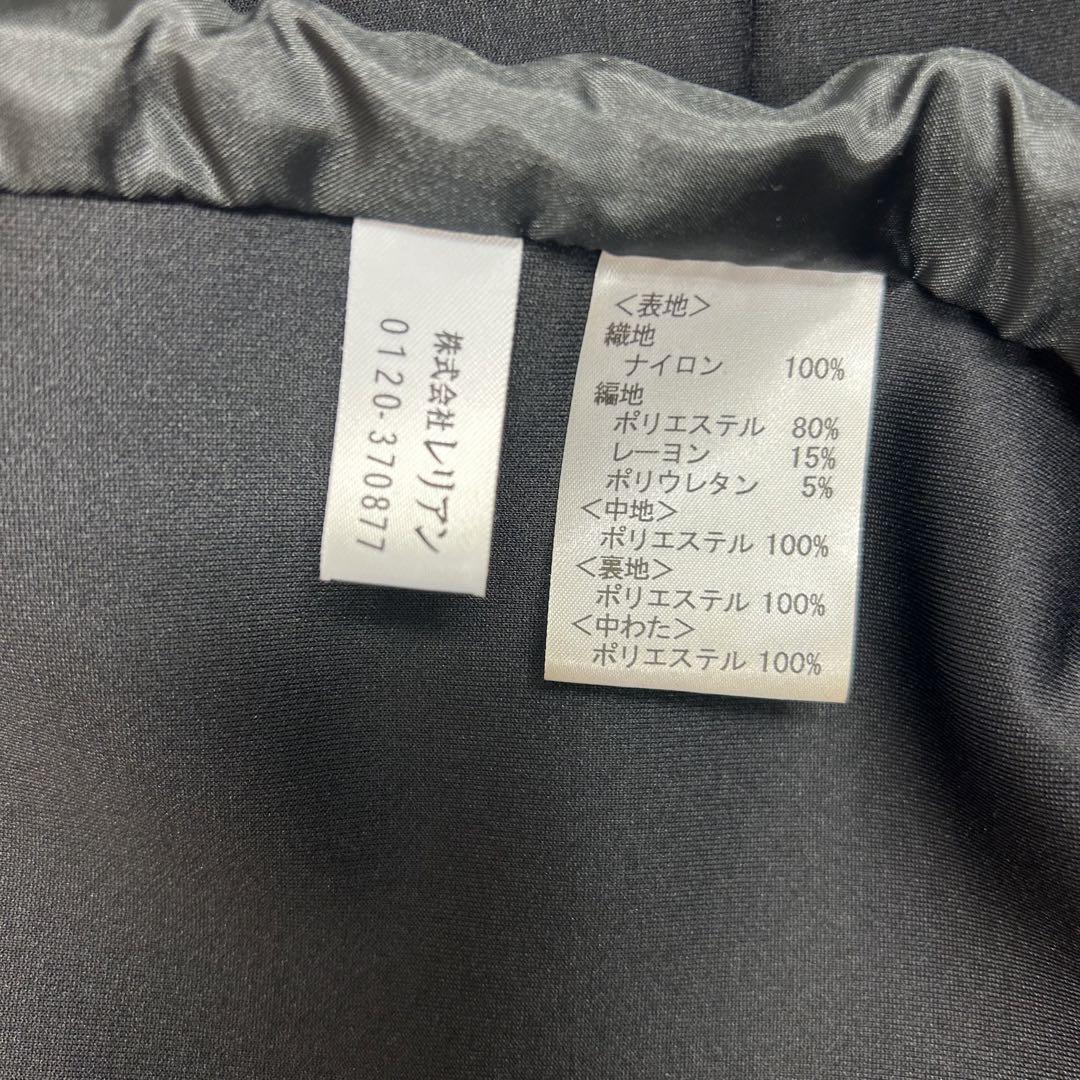 株式会社レリアン
0120-370877
<表地>
織地
ナイロン 100%
編地
ポリエステル 80%
レーヨン 15%
ポリウレタン 5%
<中地>
ポリエステル 100%
<裏地>
ポリエステル 100%
<中わた>
ポリエステル 100%